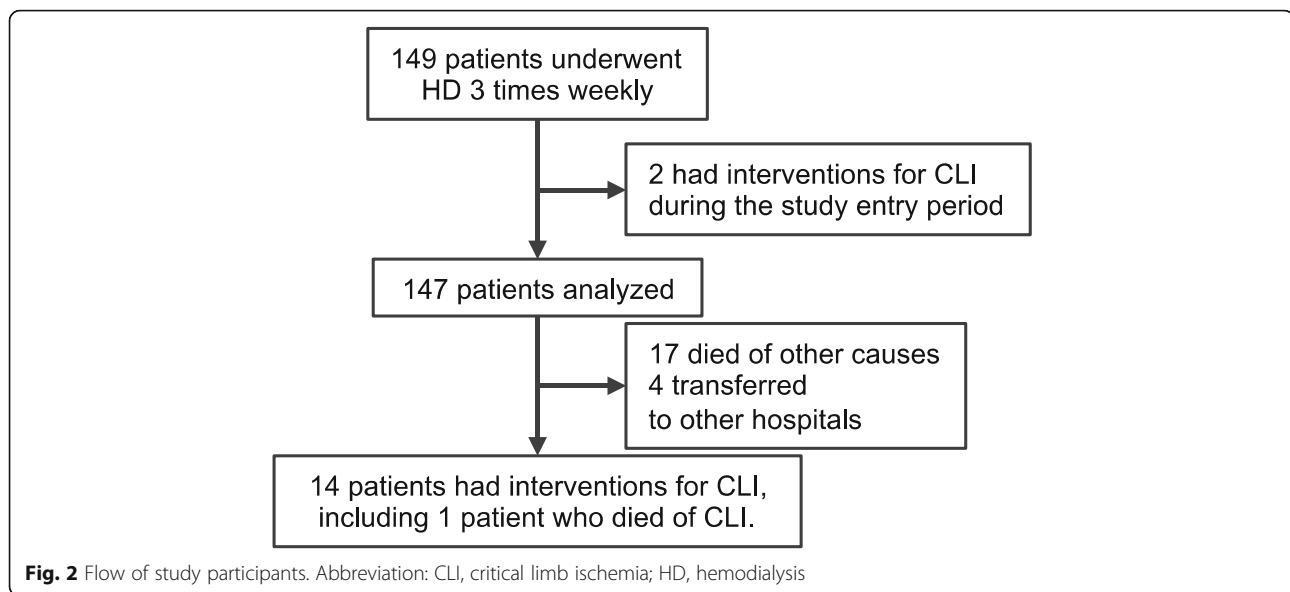 149 patients underwent
HD 3 times weekly
2 had interventions for CLI
during the study entry period
147 patients analyzed
17 died of other causes
4 transferred
to other hospitals
14 patients had interventions for CLI,
including 1 patient who died of CLI.
Fig. 2 Flow of study participants. Abbreviation: CLI, critical limb ischemia; HD, hemodialysis